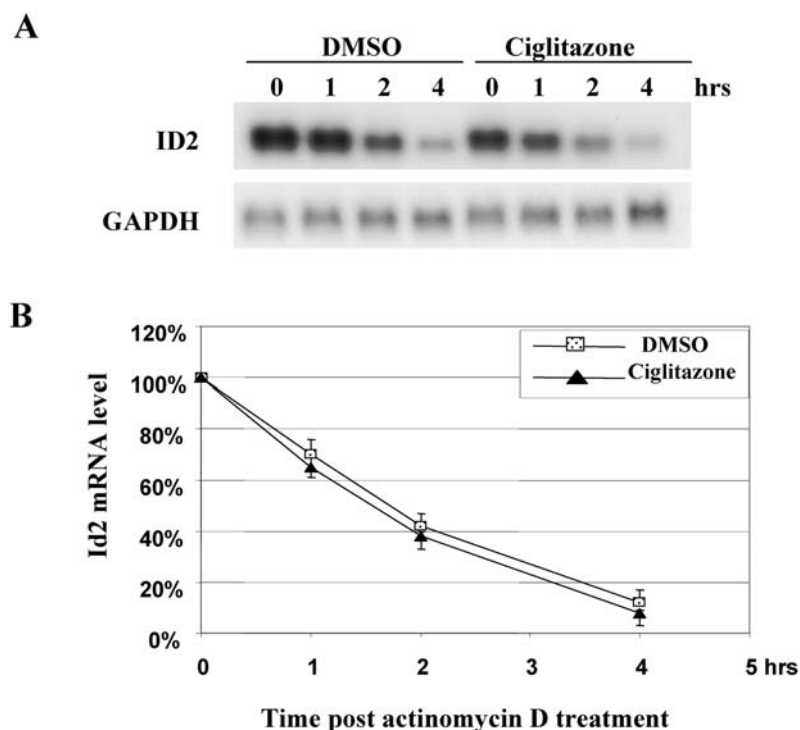 A
DMSO Ciglitazone
0 1 2 4 0 1 2 4 hrs
ID2
GAPDH
B
120%
100%
80%
60%
40%
20%
0%
Id2 mRNA level
DMSO
Ciglitazone
0 1 2 3 4 5 hrs
Time post actinomycin D treatment